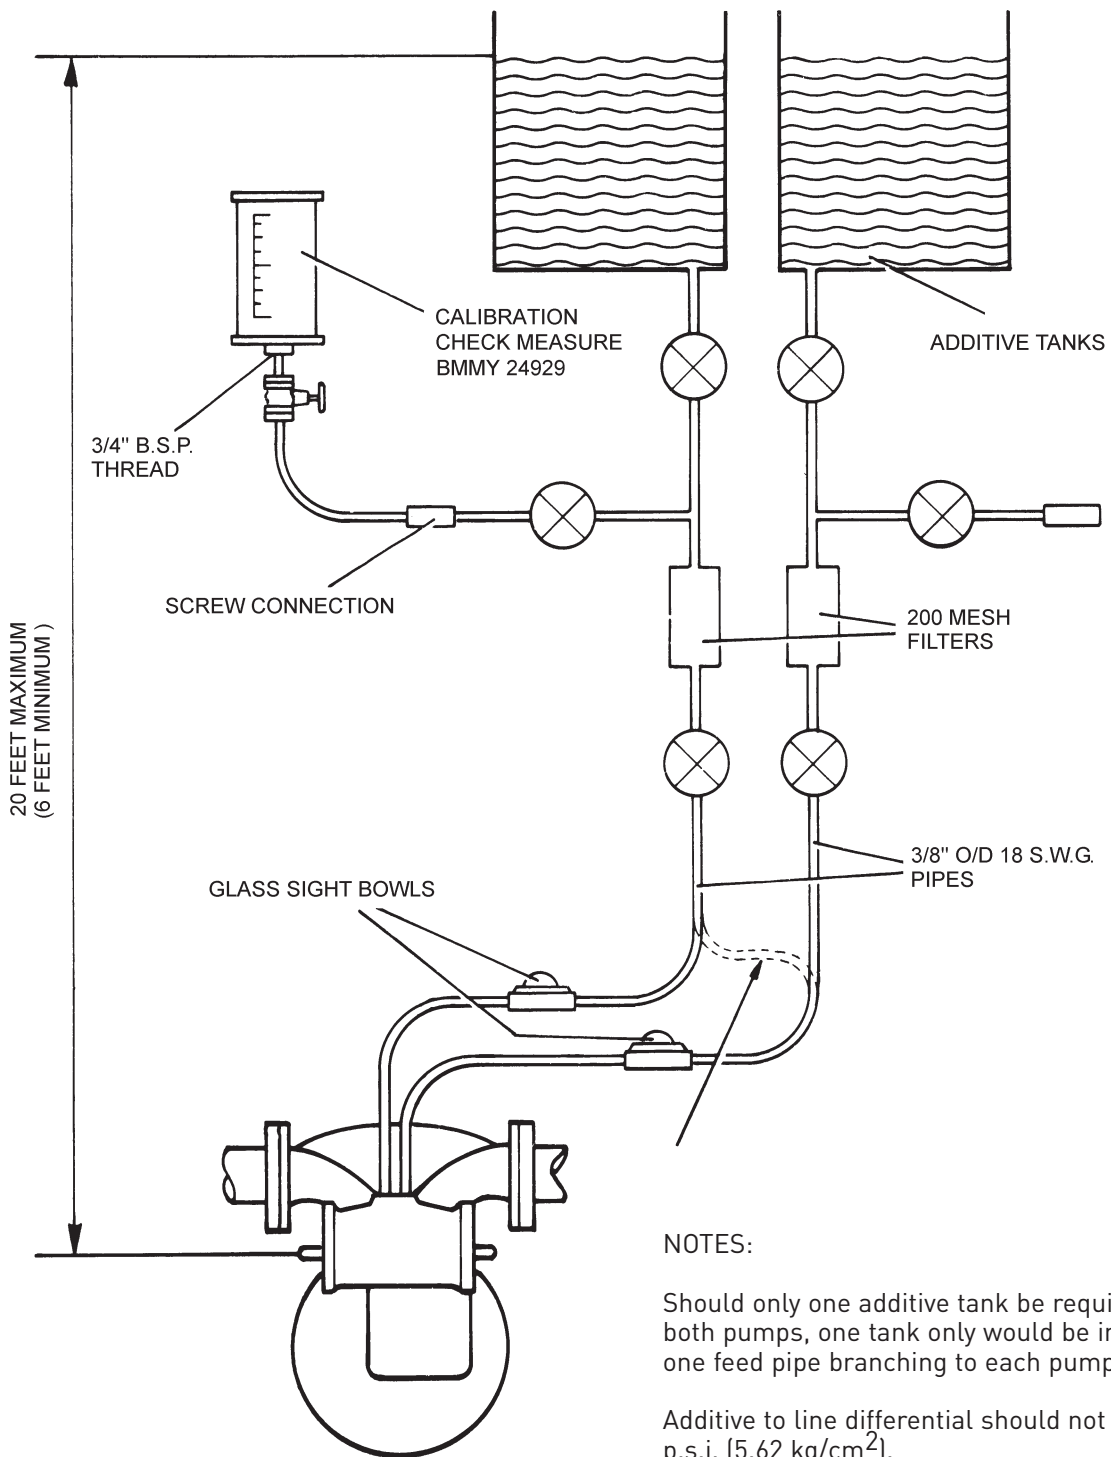 CALIBRATION
CHECK MEASURE
BMMY 24929
ADDITIVE TANKS
3/4" B.S.P.
THREAD
SCREW CONNECTION
200 MESH
FILTERS
20 FEET MAXIMUM
(6 FEET MINIMUM )
3/8" O/D 18 S.W.G.
PIPES
GLASS SIGHT BOWLS
NOTES:
Should only one additive tank be requi
both pumps, one tank only would be in
one feed pipe branching to each pump
Additive to line differential should not
p.s.i. (5.62 kg/cm²).